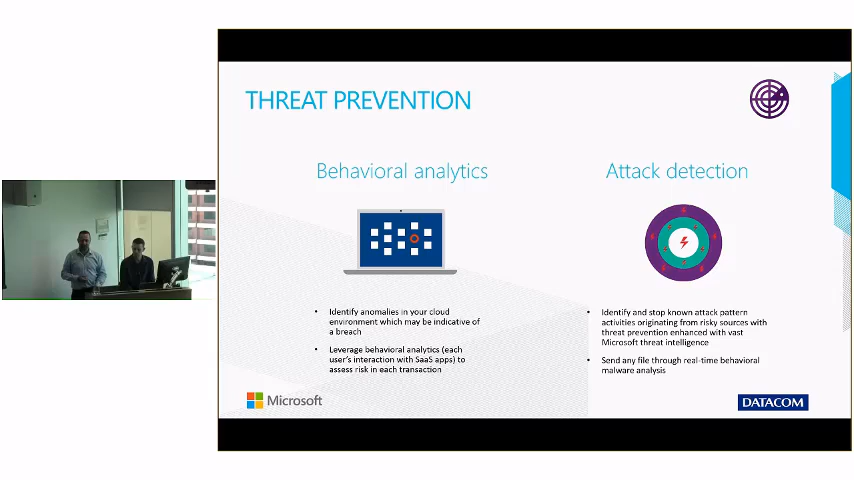 THREAT PREVENTION
Behavioral analytics
• Identify anomalies in your cloud
environment which may be indicative of
a breach
• Leverage behavioral analytics (each
user's interaction with SaaS apps) to
assess risk in each transaction
Attack detection
• Identify and stop known attack pattern
activities originating from risky sources with
threat prevention enhanced with vast
Microsoft threat intelligence
• Send any file through real-time behavioral
malware analysis
Microsoft
DATACOM